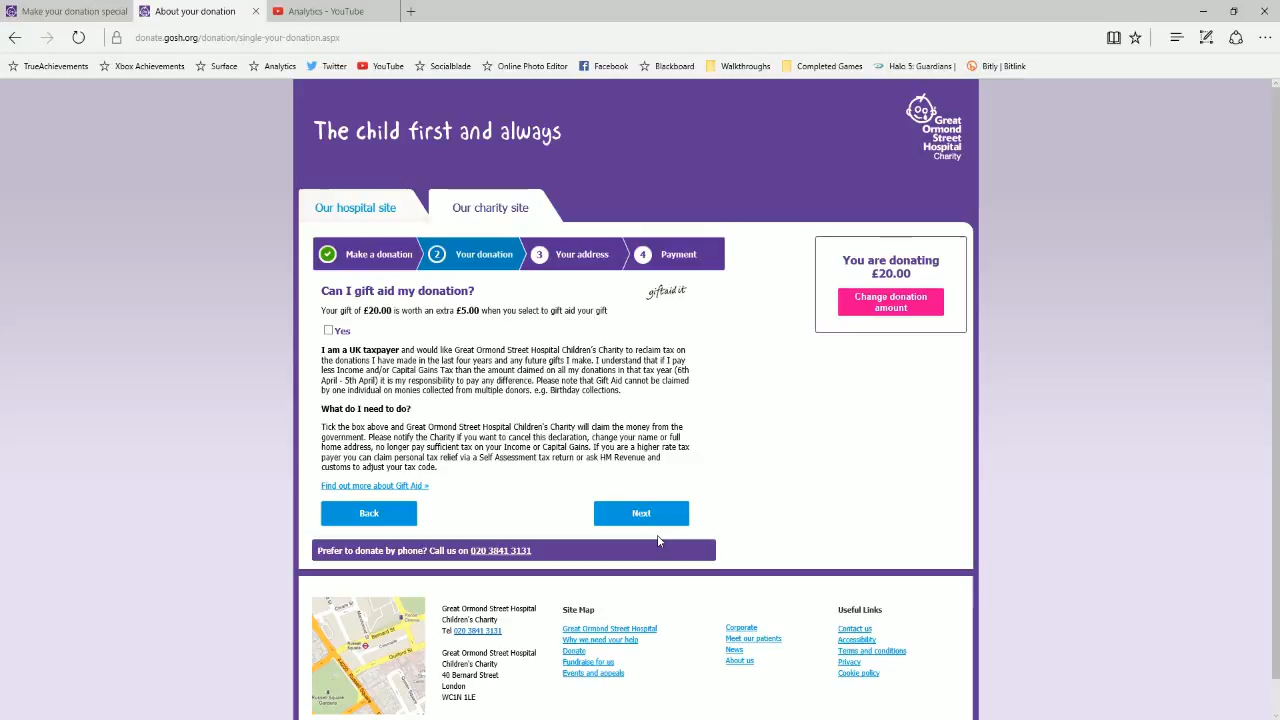 Make your donation special
About your donation
Analytics - YouTube
donate.gosh.org/donation/single-your-donation.aspx
TrueAchievements
Xbox Achievements
Surface
Analytics
Twitter
YouTube
Socialblade
Online Photo Editor
Facebook
Blackboard
Walkthroughs
Completed Games
Halo 5: Guardians |
Bitly | Bitlink
The child first and always
Great
Ormond
Street
Hospital
Charity
Our hospital site
Our charity site
Make a donation
2 Your donation
3 Your address
4 Payment
You are donating
£20.00
Change donation
amount
Can I gift aid my donation?
giftaid it
Your gift of £20.00 is worth an extra £5.00 when you select to gift aid your gift
Yes
I am a UK taxpayer and would like Great Ormond Street Hospital Children's Charity to reclaim tax on
the donations I have made in the last four years and any future gifts I make. I understand that if I pay
less Income and/or Capital Gains Tax than the amount claimed on all my donations in that tax year (6th
April - 5th April) it is my responsibility to pay any difference. Please note that Gift Aid cannot be claimed
by one individual on monies collected from multiple donors. e.g. Birthday collections.
What do I need to do?
Tick the box above and Great Ormond Street Hospital Children's Charity will claim the money from the
government. Please notify the Charity if you want to cancel this declaration, change your name or full
home address, no longer pay sufficient tax on your Income or Capital Gains. If you are a higher rate tax
payer you can claim personal tax relief via a Self Assessment tax return or ask HM Revenue and
customs to adjust your tax code.
Find out more about Gift Aid »
Back
Next
Prefer to donate by phone? Call us on 020 3841 3131
Great Ormond Street Hospital
Children's Charity
Tel 020 3841 3131
Great Ormond Street Hospital
Children's Charity
40 Bernard Street
London
WC1N 1LE
Site Map
Great Ormond Street Hospital
Why we need your help
Donate
Fundraise for us
Events and appeals
Corporate
Meet our patients
News
About us
Useful Links
Contact us
Accessibility
Terms and conditions
Privacy
Cookie policy